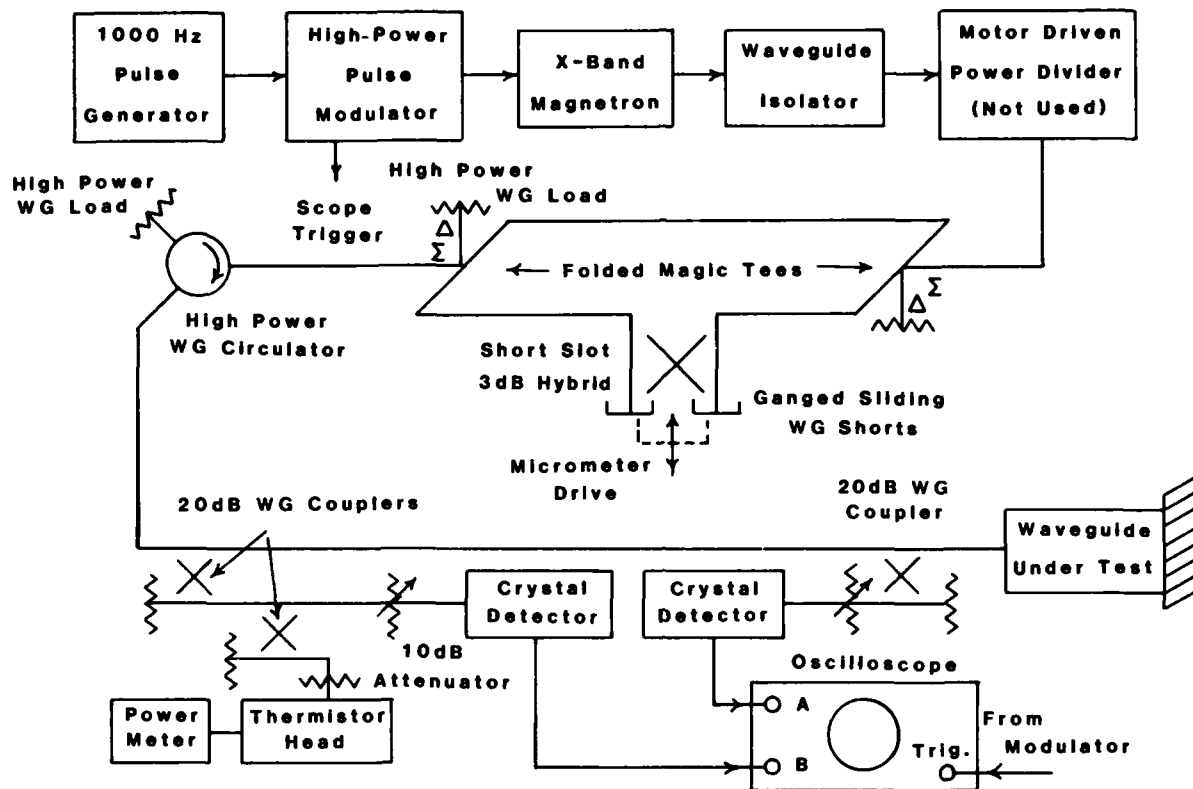 1000 Hz
Pulse
Generator
High-Power
Pulse
Modulator
X-Band
Magnetron
Waveguide
Isolator
Motor Driven
Power Divider
(Not Used)
High Power
WG Load
Scope
Trigger
High Power
WG Load
Δ
Σ
Folded Magic Tees
Σ
Δ
High Power
WG Circulator
Short Slot
3dB Hybrid
Ganged Sliding
WG Shorts
Micrometer
Drive
20dB WG Couplers
20dB WG
Coupler
Waveguide
Under Test
Crystal
Detector
Crystal
Detector
10dB
Attenuator
Oscilloscope
Power
Meter
Thermistor
Head
A
B
Trig.
From
Modulator